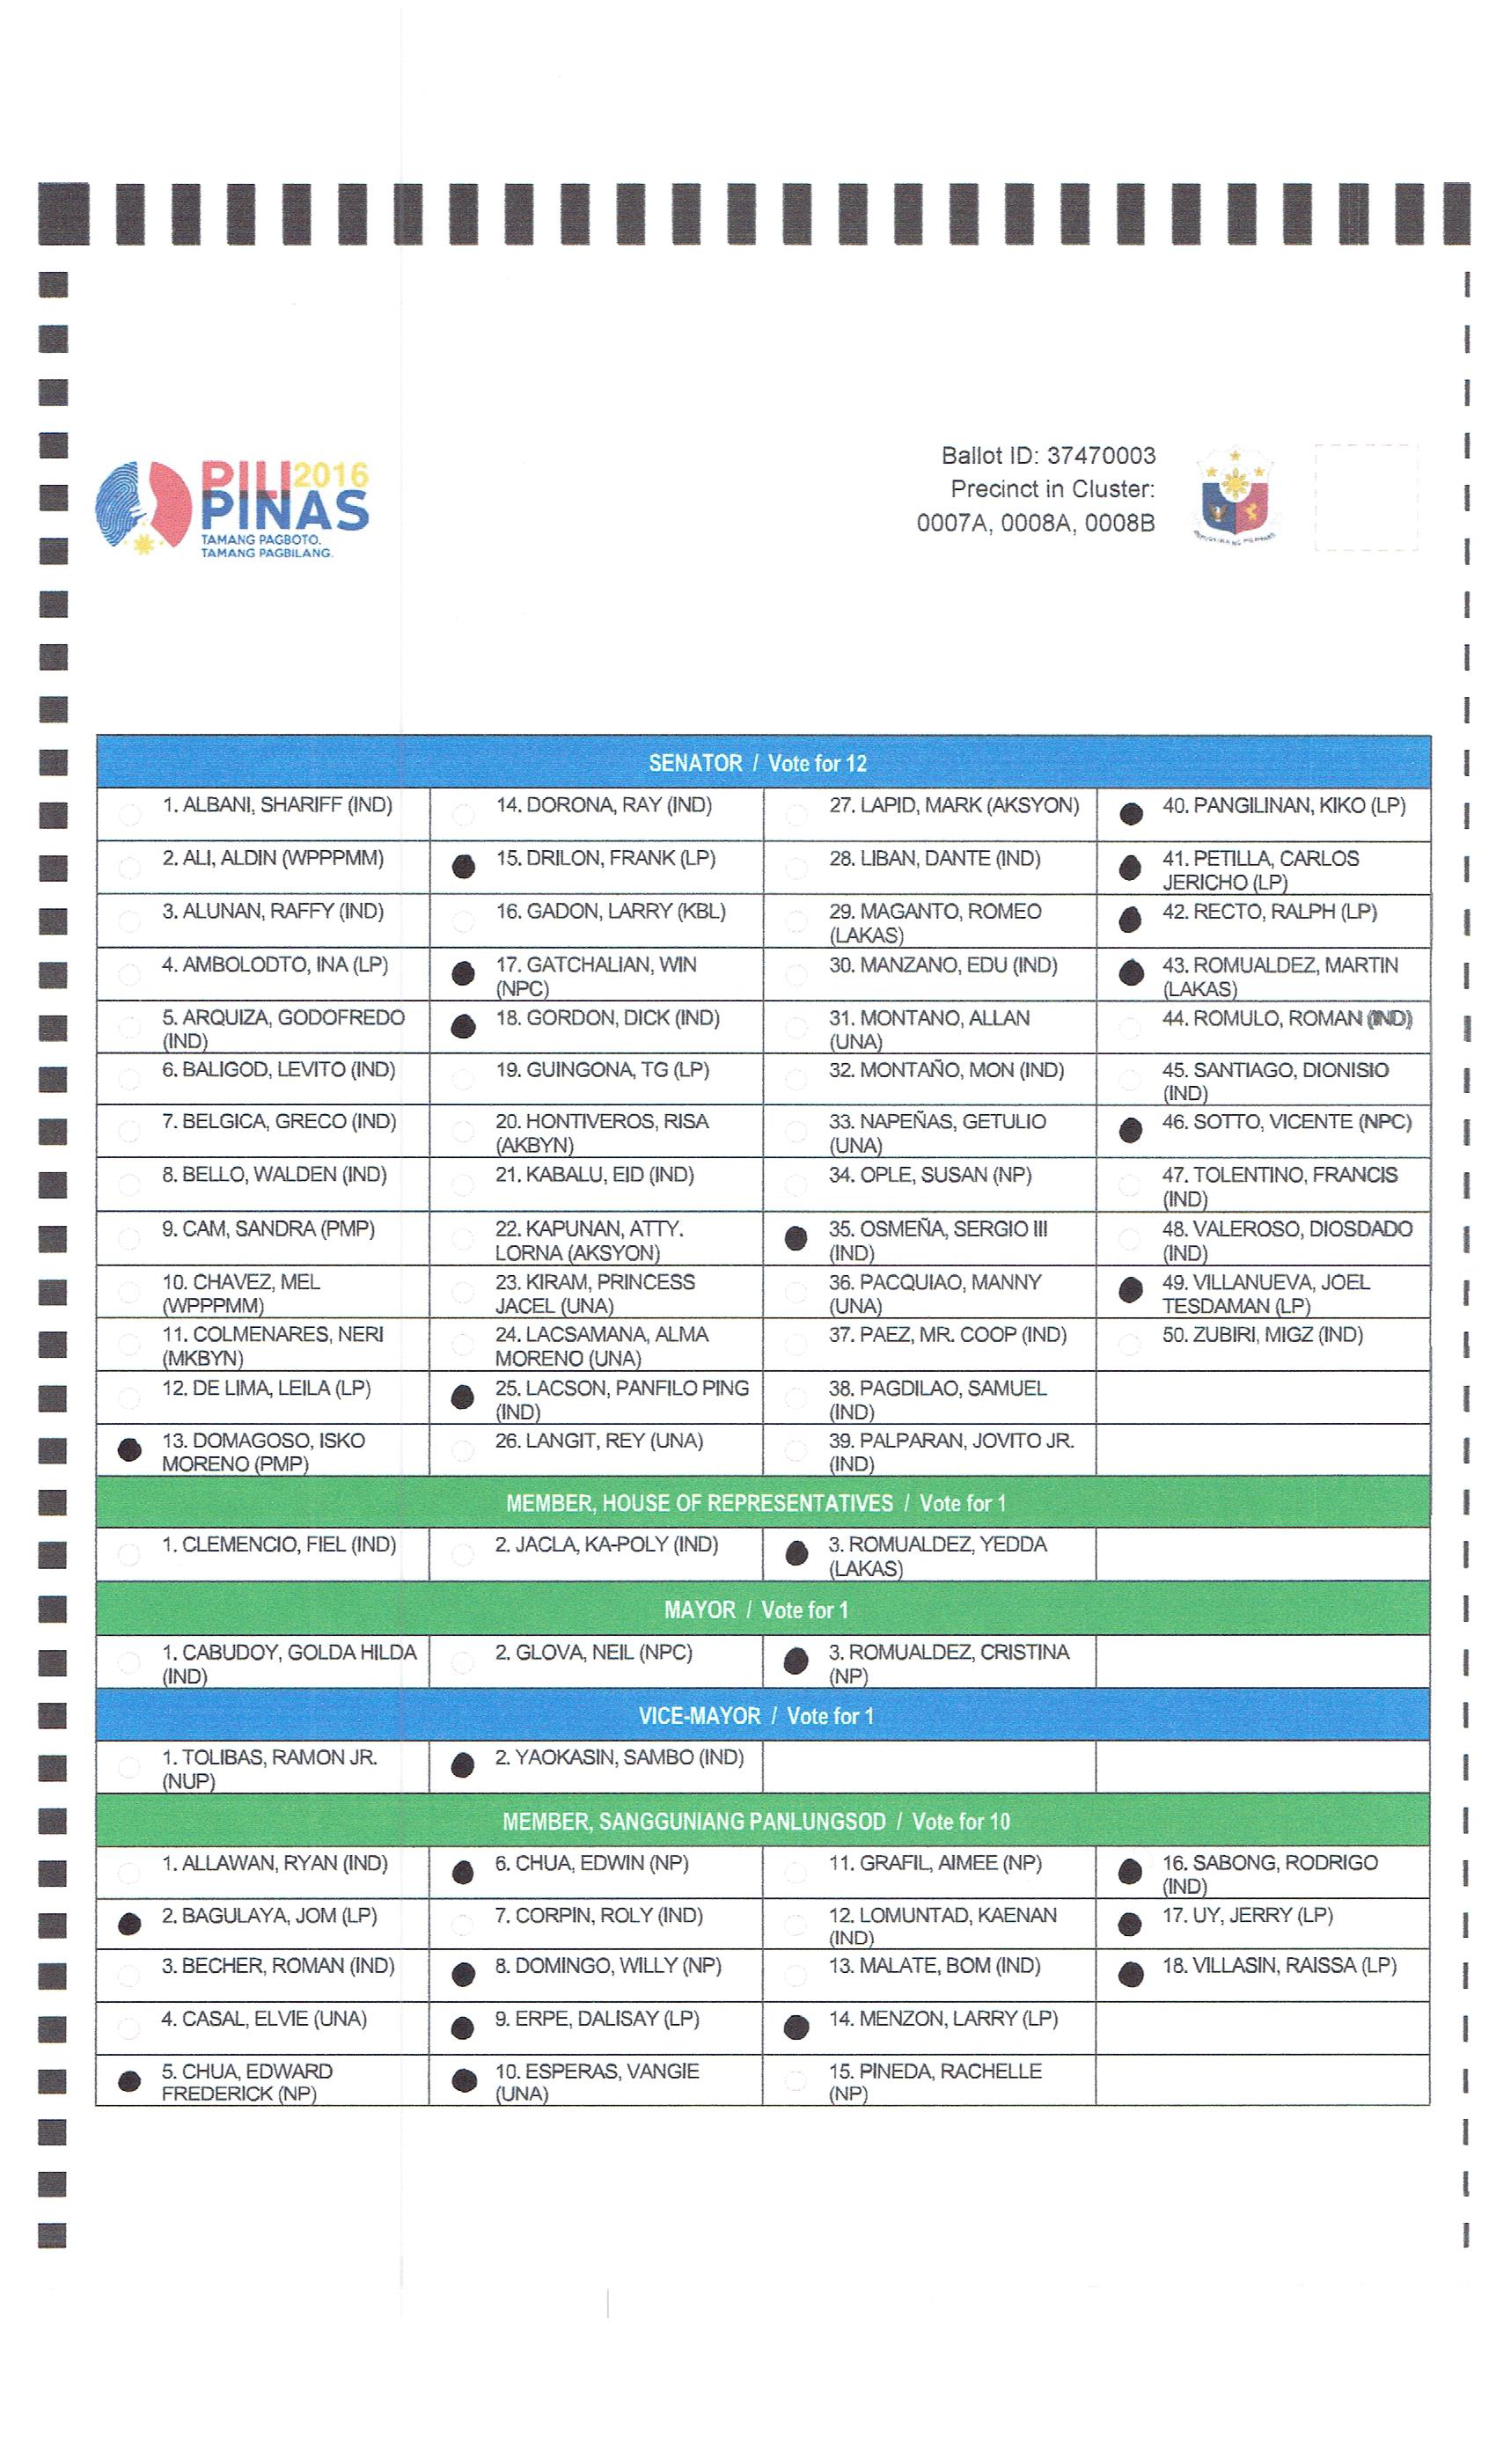 PILI2016
PINAS
TAMANG PAGBOTO.
TAMANG PAGBILANG.
Ballot ID: 37470003
Precinct in Cluster:
0007A, 0008A, 0008B
SENATOR / Vote for 12
1. ALBANI, SHARIFF (IND)
2. ALI, ALDIN (WPPPMM)
3. ALUNAN, RAFFY (IND)
4. AMBOLODTO, INA (LP)
5. ARQUIZA, GODOFREDO
(IND)
6. BALIGOD, LEVITO (IND)
7. BELGICA, GRECO (IND)
8. BELLO, WALDEN (IND)
9. CAM, SANDRA (PMP)
10. CHAVEZ, MEL
(WPPPMM)
11. COLMENARES, NERI
(MKBYN)
12. DE LIMA, LEILA (LP)
13. DOMAGOSO, ISKO
MORENO (PMP)
14. DORONA, RAY (IND)
15. DRILON, FRANK (LP)
16. GADON, LARRY (KBL)
17. GATCHALIAN, WIN
(NPC)
18. GORDON, DICK (IND)
19. GUINGONA, TG (LP)
20. HONTIVEROS, RISA
(AKBYN)
21. KABALU, EID (IND)
22. KAPUNAN, ATTY.
LORNA (AKSYON)
23. KIRAM, PRINCESS
JACEL (UNA)
24. LACSAMANA, ALMA
MORENO (UNA)
25. LACSON, PANFILO PING
(IND)
26. LANGIT, REY (UNA)
27. LAPID, MARK (AKSYON)
28. LIBAN, DANTE (IND)
29. MAGANTO, ROMEO
(LAKAS)
30. MANZANO, EDU (IND)
31. MONTANO, ALLAN
(UNA)
32. MONTAÑO, MON (IND)
33. NAPEÑAS, GETULIO
(UNA)
34. OPLE, SUSAN (NP)
35. OSMEÑA, SERGIO III
(IND)
36. PACQUIAO, MANNY
(UNA)
37. PAEZ, MR. COOP (IND)
38. PAGDILAO, SAMUEL
(IND)
39. PALPARAN, JOVITO JR.
(IND)
40. PANGILINAN, KIKO (LP)
41. PETILLA, CARLOS
JERICHO (LP)
42. RECTO, RALPH (LP)
43. ROMUALDEZ, MARTIN
(LAKAS)
44. ROMULO, ROMAN (IND)
45. SANTIAGO, DIONISIO
(IND)
46. SOTTO, VICENTE (NPC)
47. TOLENTINO, FRANCIS
(IND)
48. VALEROSO, DIOSDADO
(IND)
49. VILLANUEVA, JOEL
TESDAMAN (LP)
50. ZUBIRI, MIGZ (IND)
MEMBER, HOUSE OF REPRESENTATIVES / Vote for 1
1. CLEMENCIO, FIEL (IND)
2. JACLA, KA-POLY (IND)
3. ROMUALDEZ, YEDDA
(LAKAS)
MAYOR / Vote for 1
1. CABUDOY, GOLDA HILDA
(IND)
2. GLOVA, NEIL (NPC)
3. ROMUALDEZ, CRISTINA
(NP)
VICE-MAYOR / Vote for 1
1. TOLIBAS, RAMON JR.
(NUP)
2. YAOKASIN, SAMBO (IND)
MEMBER, SANGGUNIANG PANLUNGSOD / Vote for 10
1. ALLAWAN, RYAN (IND)
2. BAGULAYA, JOM (LP)
3. BECHER, ROMAN (IND)
4. CASAL, ELVIE (UNA)
5. CHUA, EDWARD
FREDERICK (NP)
6. CHUA, EDWIN (NP)
7. CORPIN, ROLY (IND)
8. DOMINGO, WILLY (NP)
9. ERPE, DALISAY (LP)
10. ESPERAS, VANGIE
(UNA)
11. GRAFIL, AIMEE (NP)
12. LOMUNTAD, KAENAN
(IND)
13. MALATE, BOM (IND)
14. MENZON, LARRY (LP)
15. PINEDA, RACHELLE
(NP)
16. SABONG, RODRIGO
(IND)
17. UY, JERRY (LP)
18. VILLASIN, RAISSA (LP)